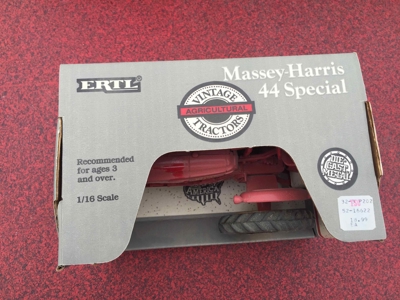 ERTL
Massey-Harris
44 Special
VINTAGE
AGRICULTURAL
TRACTORS
Recommended
for ages 3
and over.
1/16 Scale
DIE
CAST
METAL
AMERICA